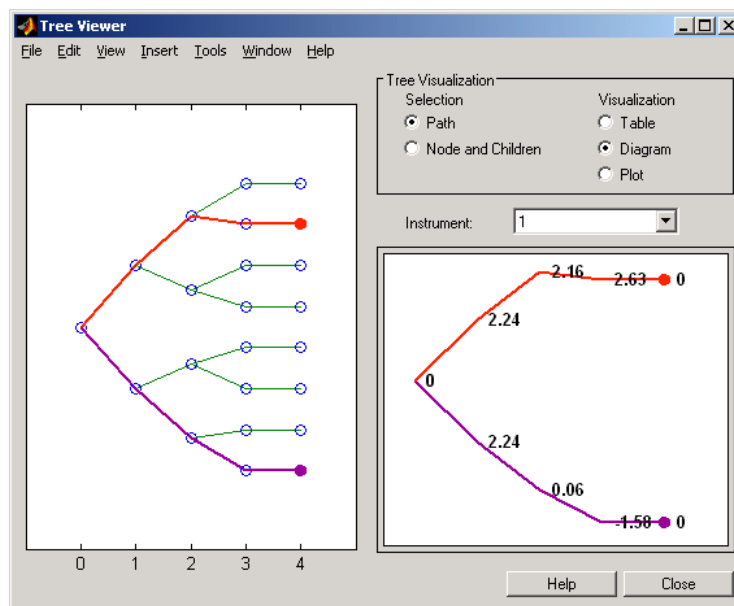 Tree Viewer
File Edit View Insert Tools Window Help
Tree Visualization
Selection Visualization
Path Table
Node and Children Diagram
Plot
Instrument: 1
2.16 2.63 0
2.24
0
2.24
0.06
-1.58 0
0 1 2 3 4
Help Close